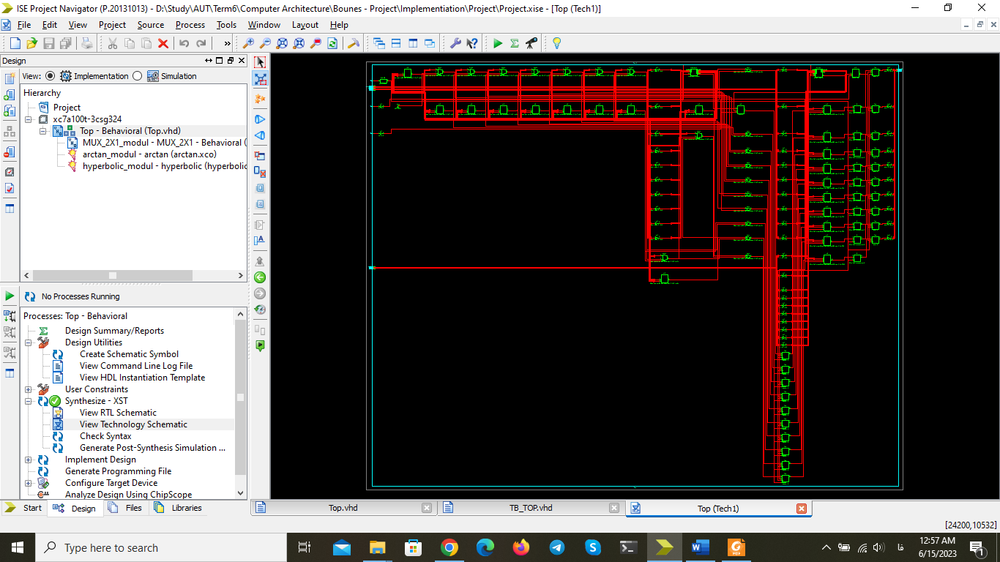 ISE Project Navigator (P.20131013) - D:\Study\AUT\Term6\Computer Architecture\Bounes - Project\Implementiation\Project\Project.xise - [Top (Tech1)]
File Edit View Project Source Process Tools Window Layout Help
Design
View: Implementation Simulation
Hierarchy
Project
xc7a100t-3csg324
Top - Behavioral (Top.vhd)
MUX_2X1_modul - MUX_2X1 - Behavioral (
arctan_modul - arctan (arctan.xco)
hyperbolic_modul - hyperbolic (hyperbolic
No Processes Running
Processes: Top - Behavioral
Design Summary/Reports
Design Utilities
Create Schematic Symbol
View Command Line Log File
View HDL Instantiation Template
User Constraints
Synthesize - XST
View RTL Schematic
View Technology Schematic
Check Syntax
Generate Post-Synthesis Simulation ...
Implement Design
Generate Programming File
Configure Target Device
Analyze Design Using ChipScope
Start Design Files Libraries
Top.vhd TB_TOP.vhd Top (Tech1)
[24200,10532]
Type here to search
فا
12:57 AM
6/15/2023
1